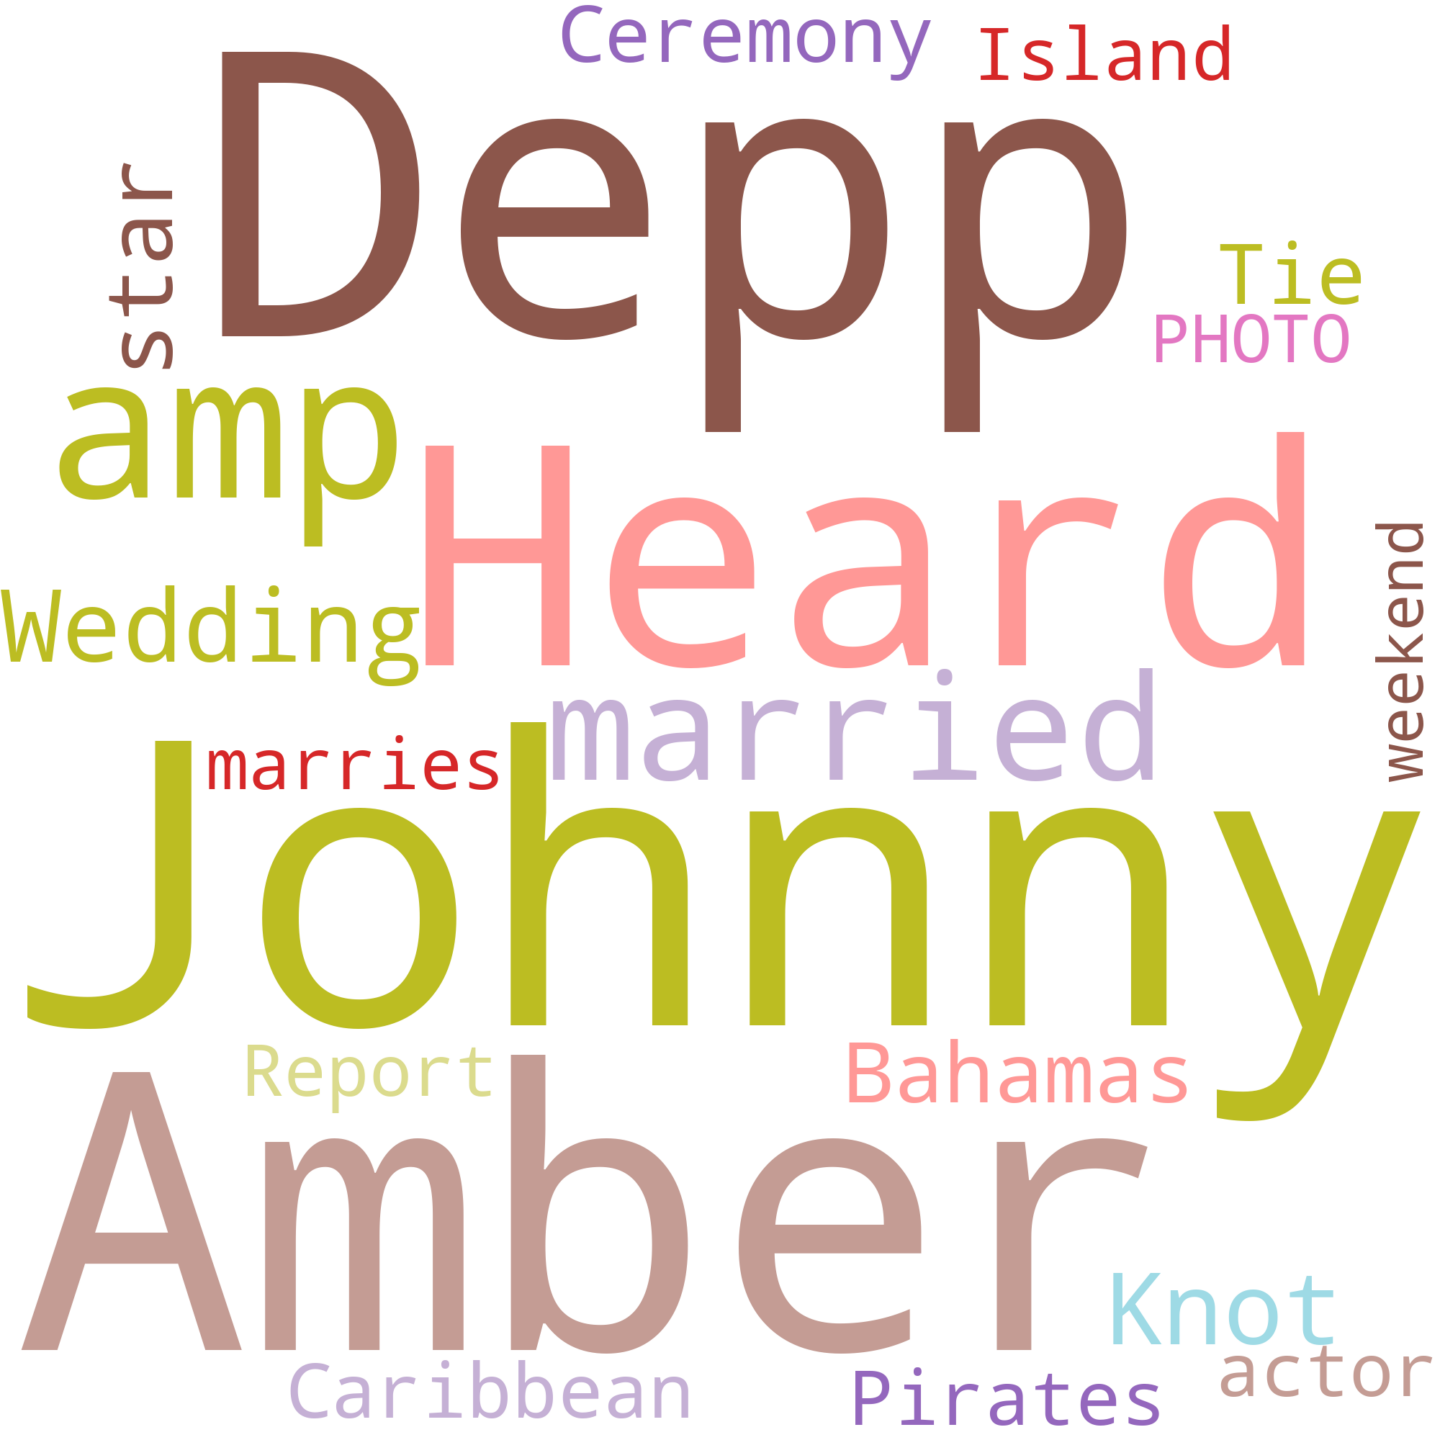 Ceremony
Island
Depp
star
Tie
PHOTO
amp
Heard
weekend
Wedding
married
marries
Johnny
Report
Bahamas
Amber
Knot
actor
Caribbean
Pirates